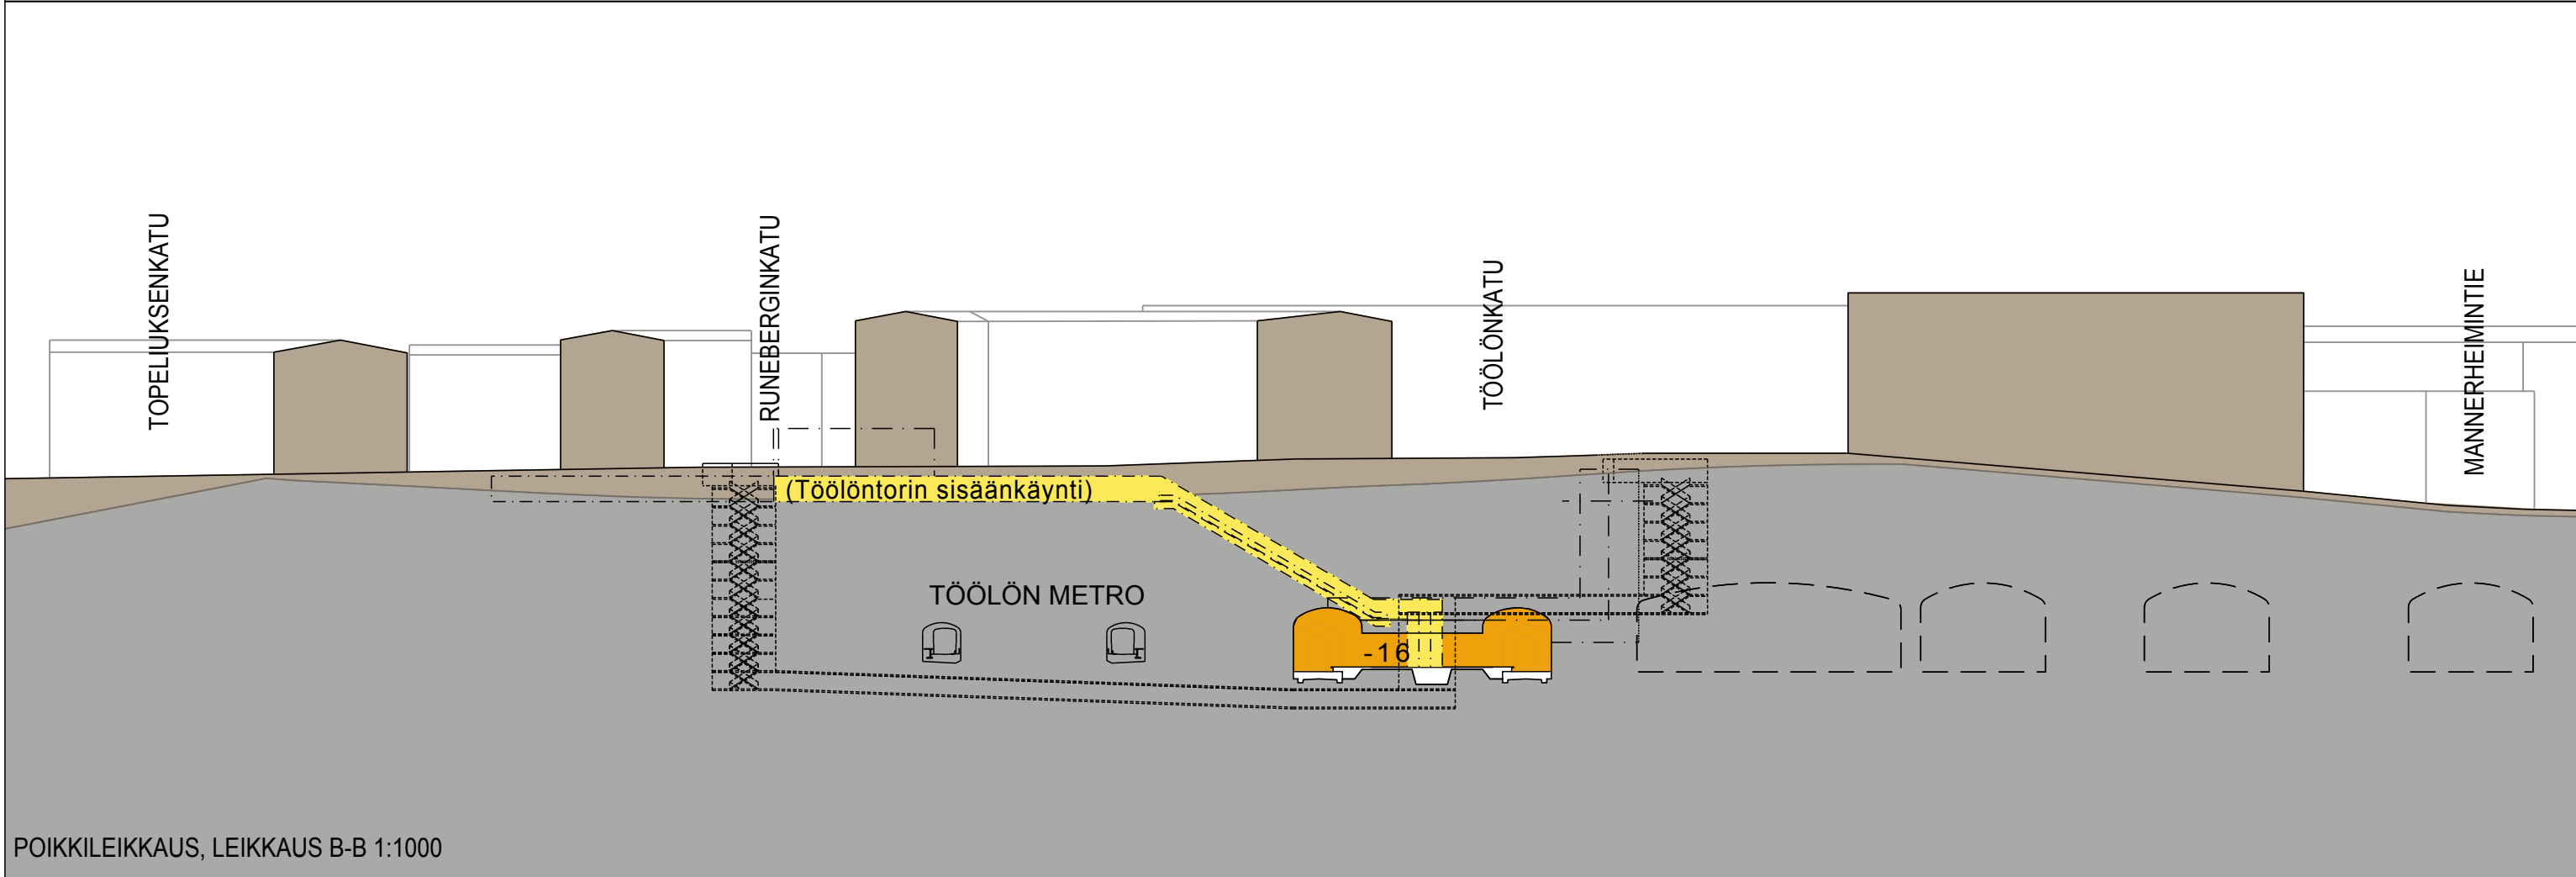 TOPELIUKSENKATU
RUNEBERGINKATU
TÖÖLÖNKATU
MANNERHEIMINTIE
(Töölöntorin sisäänkäynti)
TÖÖLÖN METRO
-16
POIKKILEIKKAUS, LEIKKAUS B-B 1:1000